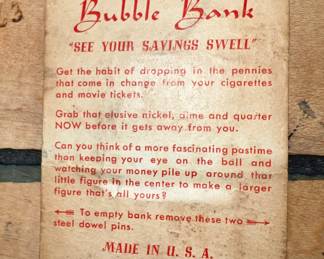 Bubble Bank
"SEE YOUR SAVINGS SWELL"
Get the habit of dropping in the pennies
that come in change from your cigarettes
and movie tickets.
Grab that elusive nickel, dime and quarter
NOW before it gets away from you.
Can you think of a more fascinating pastime
than keeping your eye on the ball and
watching your money pile up around that
little figure in the center to make a larger
figure that's all yours?
To empty bank remove these two
steel dowel pins.
MADE IN U. S. A.